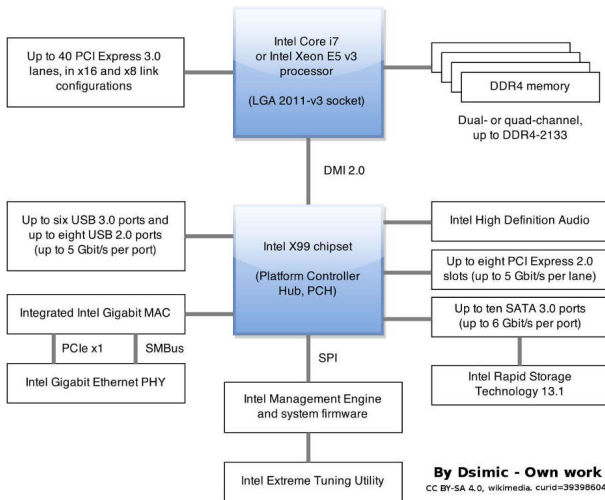 Up to 40 PCI Express 3.0
lanes, in x16 and x8 link
configurations
Intel Core i7
or Intel Xeon E5 v3
processor
(LGA 2011-v3 socket)
DDR4 memory
Dual- or quad-channel,
up to DDR4-2133
DMI 2.0
Up to six USB 3.0 ports and
up to eight USB 2.0 ports
(up to 5 Gbit/s per port)
Intel X99 chipset
(Platform Controller
Hub, PCH)
Intel High Definition Audio
Up to eight PCI Express 2.0
slots (up to 5 Gbit/s per lane)
Integrated Intel Gigabit MAC
Up to ten SATA 3.0 ports
(up to 6 Gbit/s per port)
PCIe x1
SMBus
SPI
Intel Gigabit Ethernet PHY
Intel Management Engine
and system firmware
Intel Rapid Storage
Technology 13.1
Intel Extreme Tuning Utility
By Dsimic - Own work
CC BY-SA 4.0, wikimedia. curid=39398604